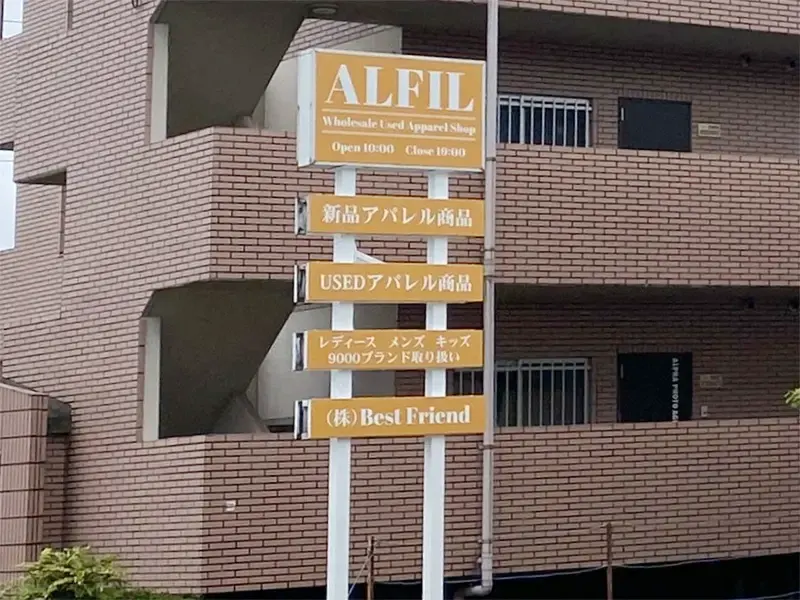 ALFIL
Wholesale Used Apparel Shop
Open 10:00 Close 19:00
新品アパレル商品
USEDアパレル商品
レディース メンズ キッズ
9000ブランド取り扱い
(株)Best Friend